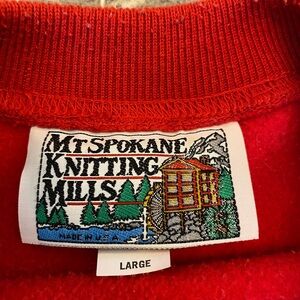 MT SPOKANE
KNITTING
MILLS
MADE IN U.S.A.
LARGE